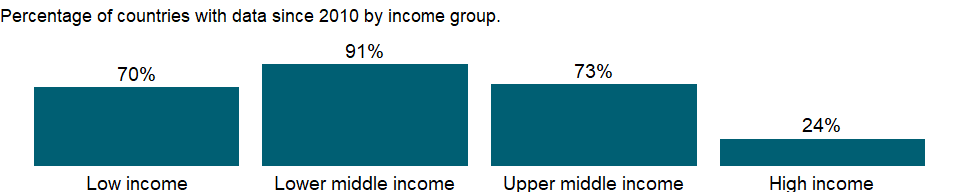 Percentage of countries with data since 2010 by income group.
91%
70%
73%
24%
Low income
Lower middle income
Upper middle income
High income